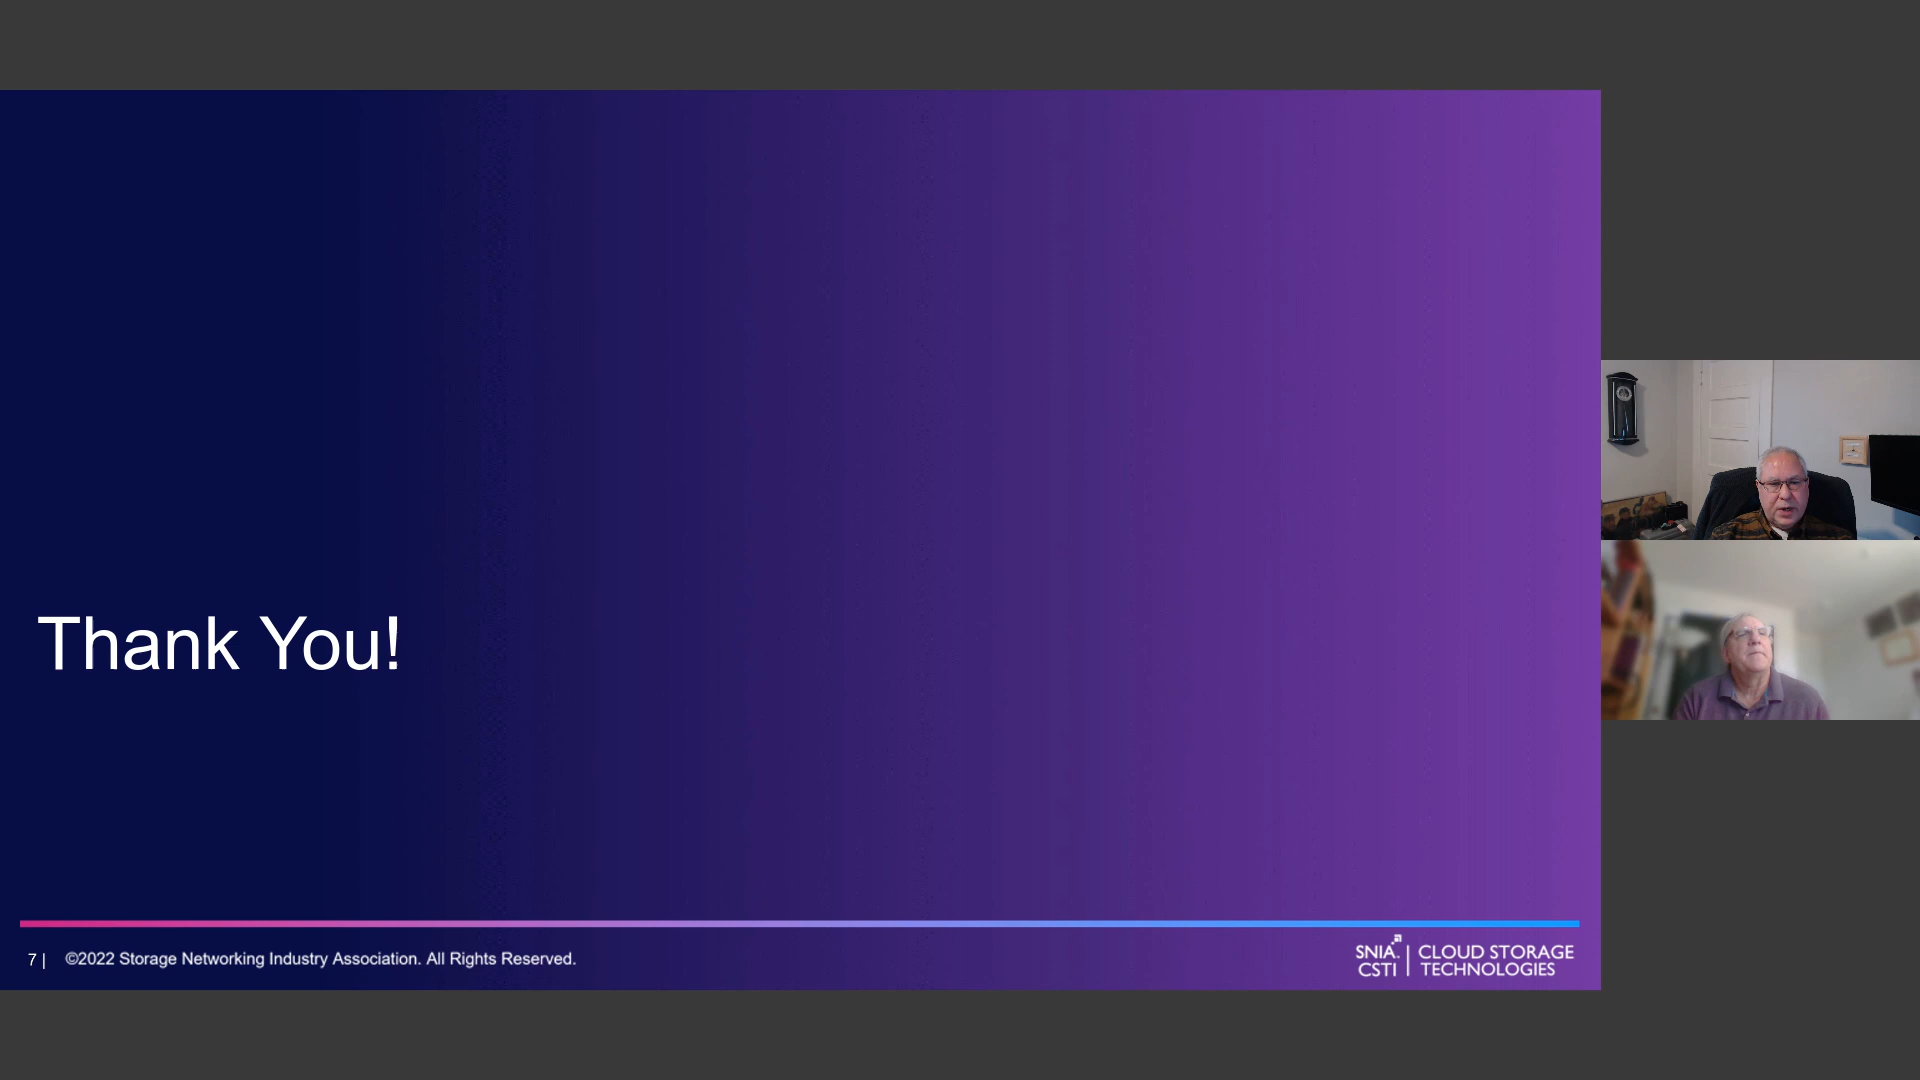 Thank You!
7 | ©2022 Storage Networking Industry Association. All Rights Reserved.
SNIA. | CLOUD STORAGE
CSTI | TECHNOLOGIES